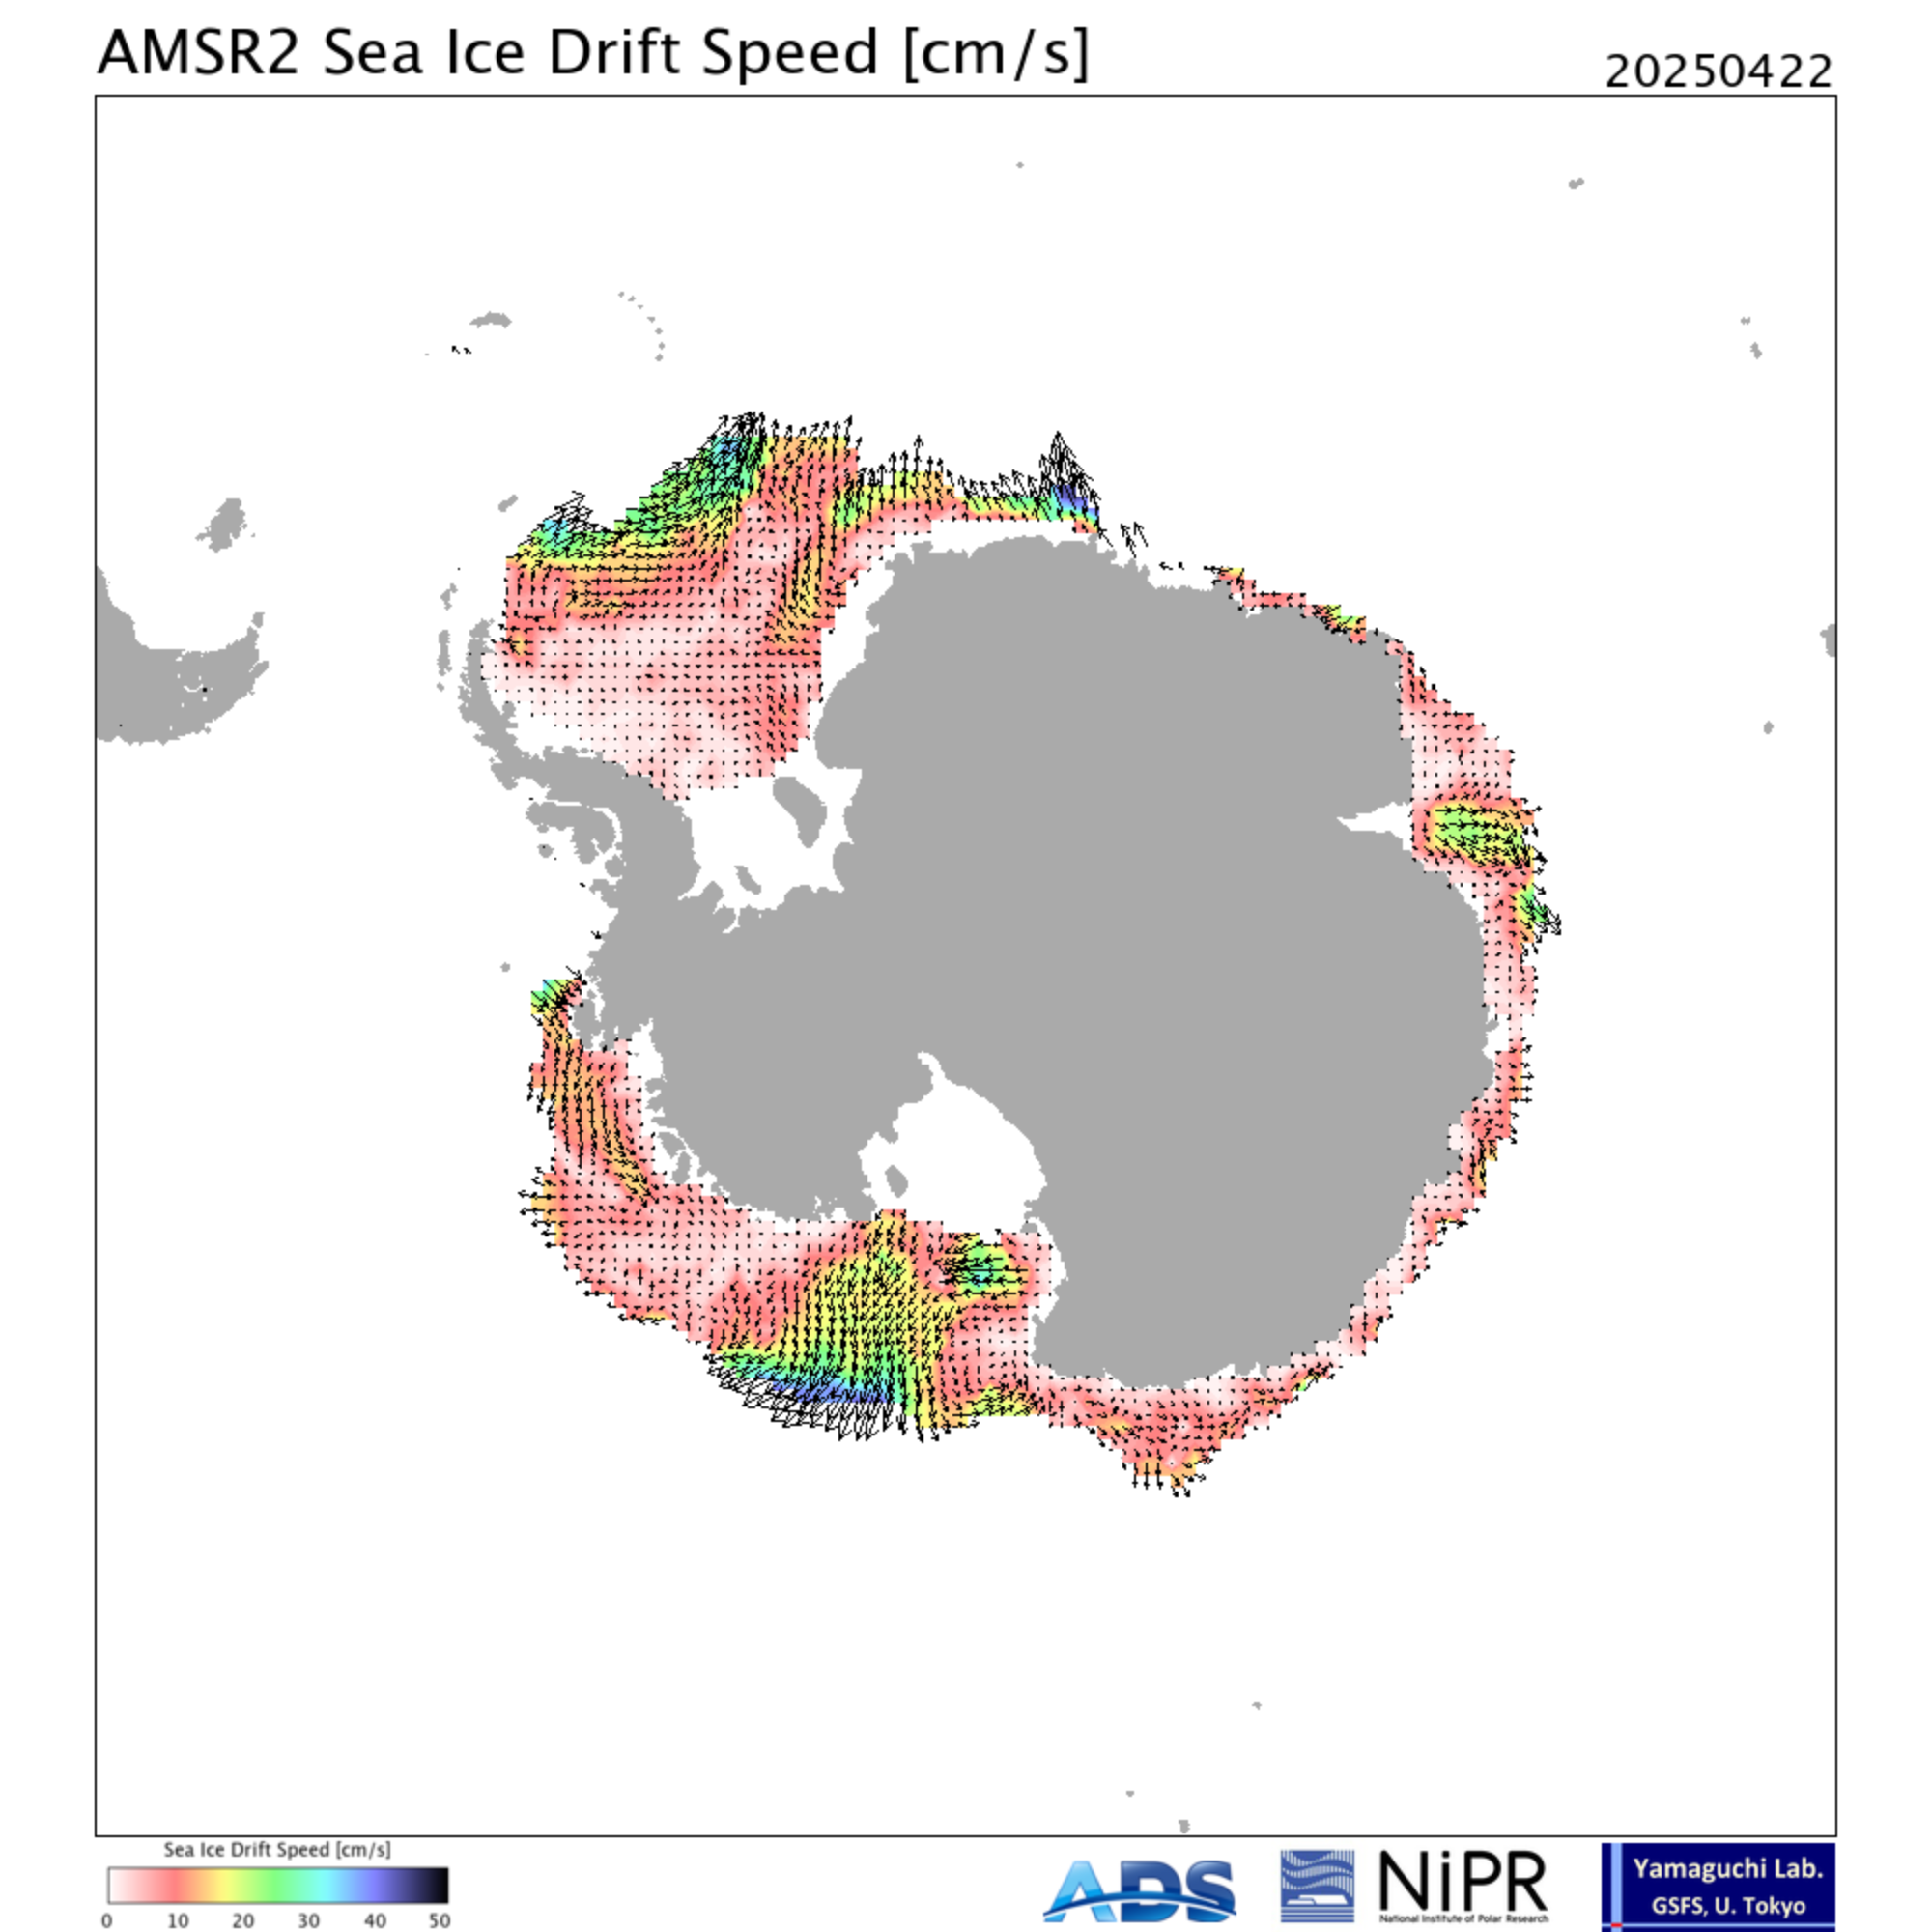 AMSR2 Sea Ice Drift Speed [cm/s]
20250422
Sea Ice Drift Speed [cm/s]
0 10 20 30 40 50
ADS
NiPR
National Institute of Polar Research
Yamaguchi Lab.
GSFS, U. Tokyo